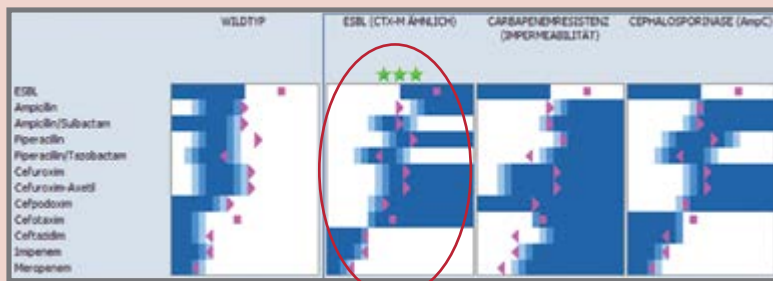 WILDTYP
ESBL (CTX-M ÄHNLICH)
CARBAPENEMRESISTENZ
(IMPERMEABILITÄT)
CEPHALOSPORINASE (AmpC)
ESBL
Ampicillin
Ampicillin/Sulbactam
Piperacillin
Piperacillin/Tazobactam
Cefuroxim
Cefuroxim-Axetil
Cefpodoxim
Cefotaxim
Ceftazidim
Imipenem
Meropenem